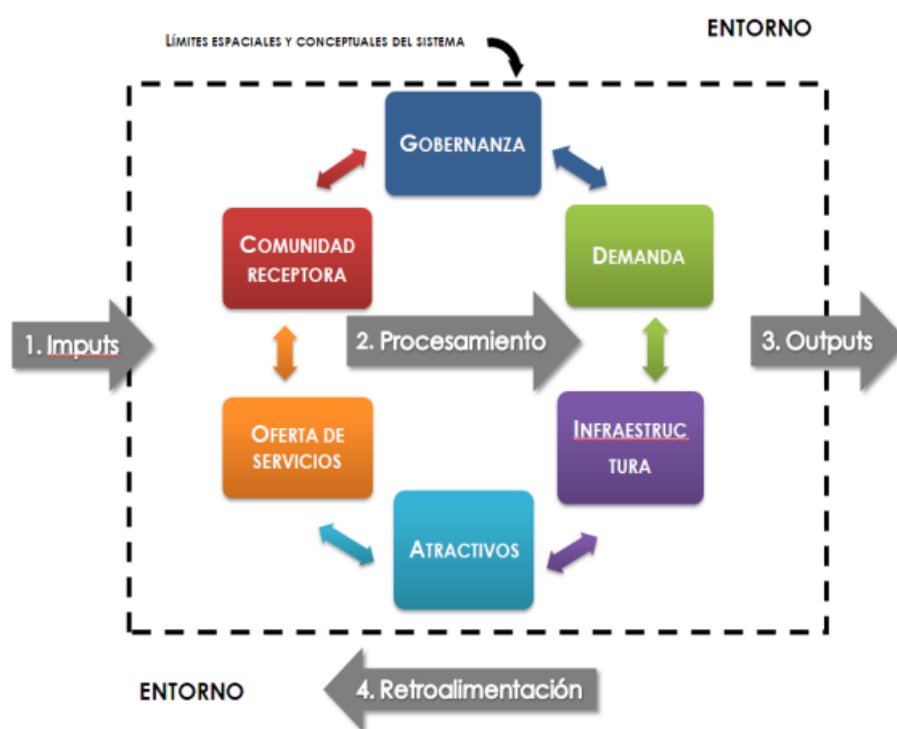 ENTORNO
LÍMITES ESPACIALES Y CONCEPTUALES DEL SISTEMA
GOBERNANZA
COMUNIDAD
RECEPTORA
DEMANDA
1. Imputs
2. Procesamiento
3. Outputs
OFERTA DE
SERVICIOS
INFRAESTRUC
TURA
ATRACTIVOS
ENTORNO
4. Retroalimentación